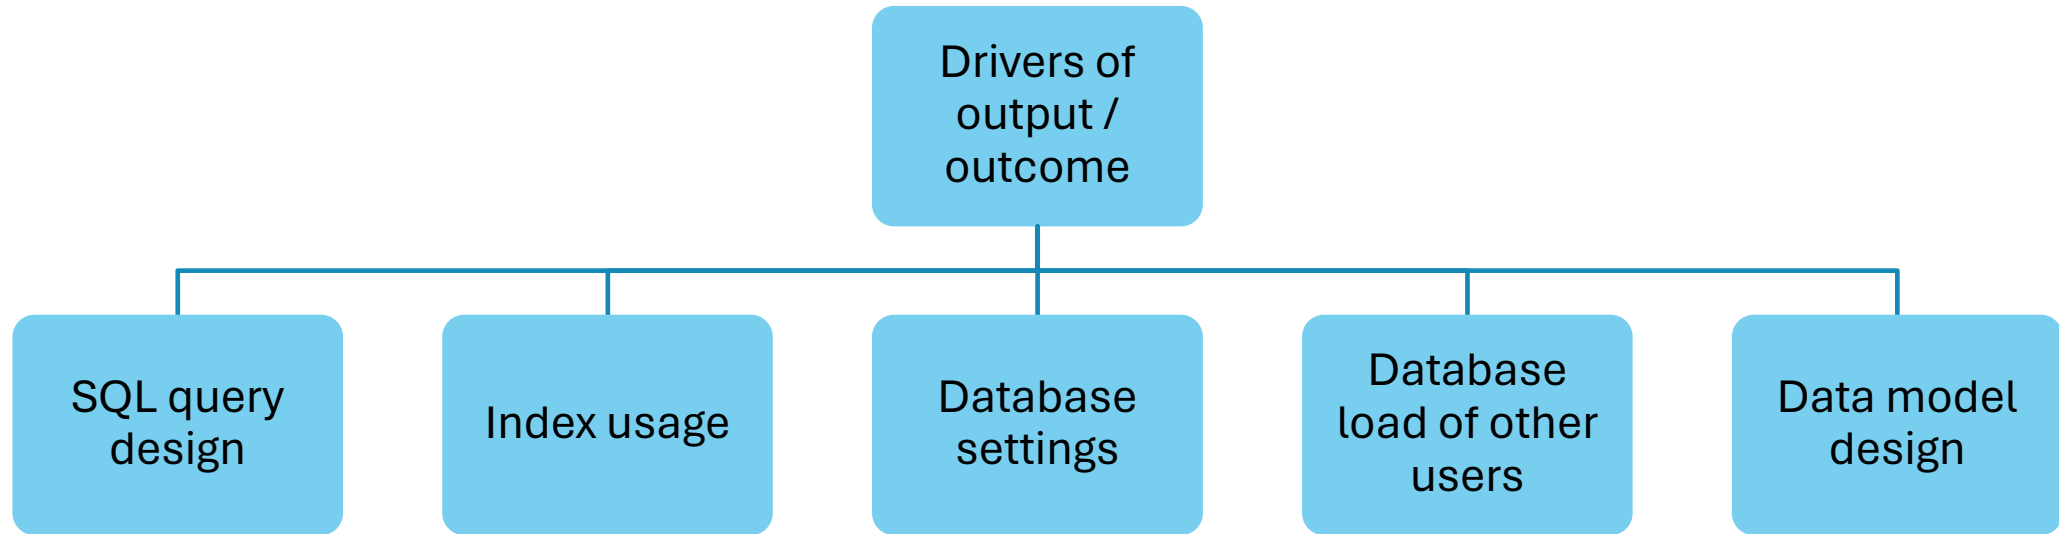 Drivers of
output /
outcome
SQL query
design
Index usage
Database
settings
Database
load of other
users
Data model
design